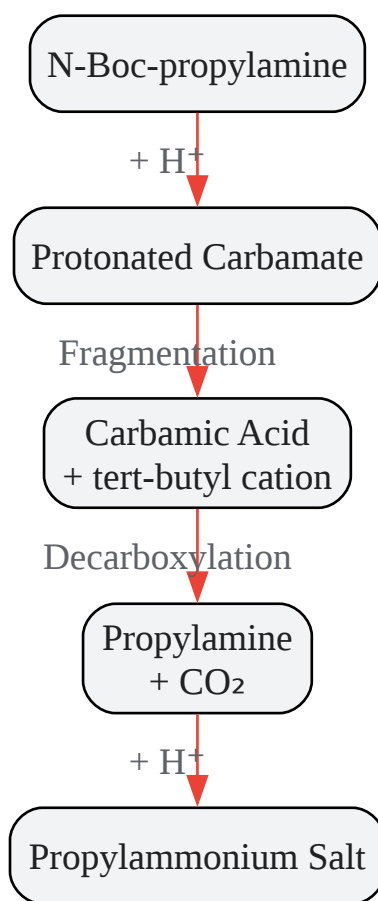 N-Boc-propylamine
+ H⁺
Protonated Carbamate
Fragmentation
Carbamic Acid
+ tert-butyl cation
Decarboxylation
Propylamine
+ CO₂
+ H⁺
Propylammonium Salt